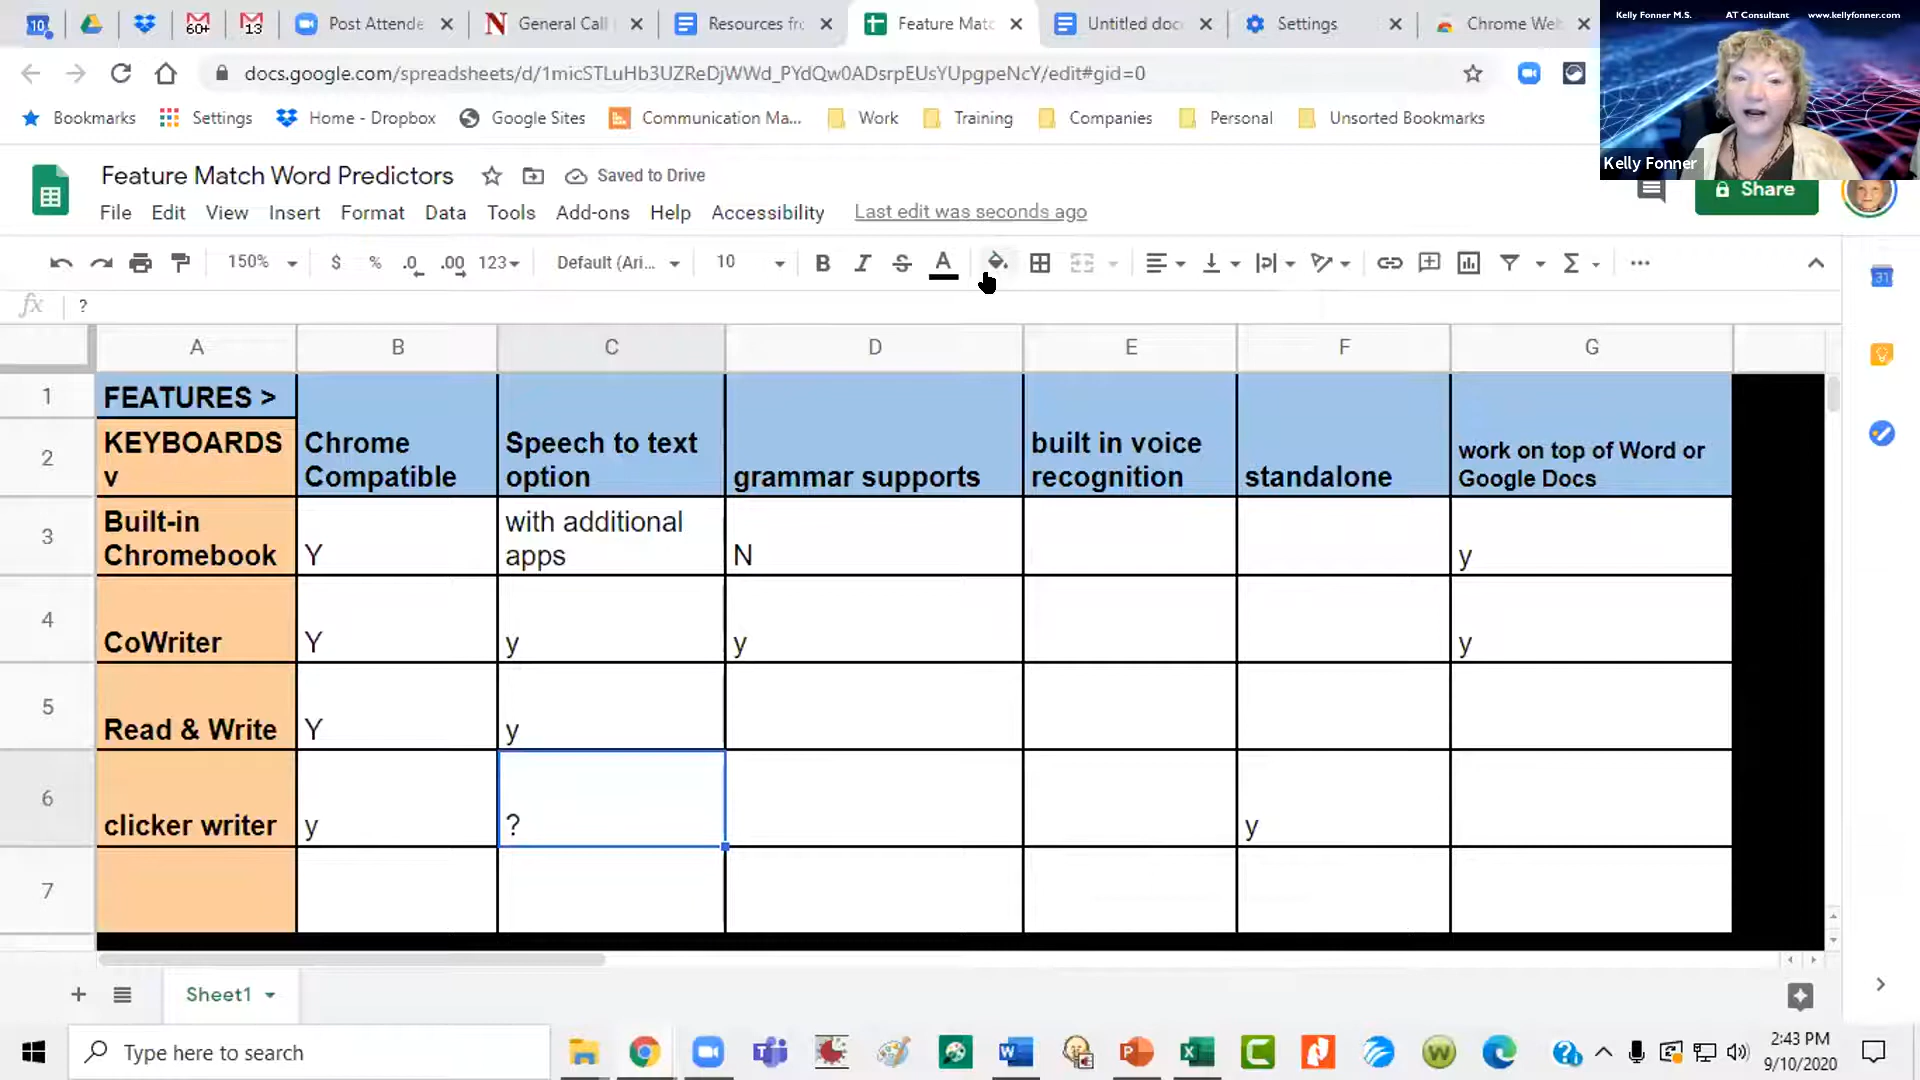 Post Attende
General Call
Resources fro
Feature Matc
Untitled doc
Settings
Chrome Web
Kelly Fonner M.S. AT Consultant www.kellyfonner.com
docs.google.com/spreadsheets/d/1micSTLuHb3UZReDjWWd_PYdQw0ADsrpEUsYUpgpeNcY/edit#gid=0
Bookmarks
Settings
Home - Dropbox
Google Sites
Communication Ma...
Work
Training
Companies
Personal
Unsorted Bookmarks
Kelly Fonner
Feature Match Word Predictors
Saved to Drive
Share
File Edit View Insert Format Data Tools Add-ons Help Accessibility Last edit was seconds ago
150% $ % .0 .00 123 Default (Ari... 10 B I S A
fx ?
A B C D E F G
1 FEATURES >
2 KEYBOARDS
v
Chrome
Compatible
Speech to text
option
grammar supports
built in voice
recognition
standalone
work on top of Word or
Google Docs
3 Built-in
Chromebook
Y
with additional
apps
N
y
4 CoWriter Y y y y
5 Read & Write Y y
6 clicker writer y ? y
7
+ Sheet1
Type here to search
2:43 PM
9/10/2020